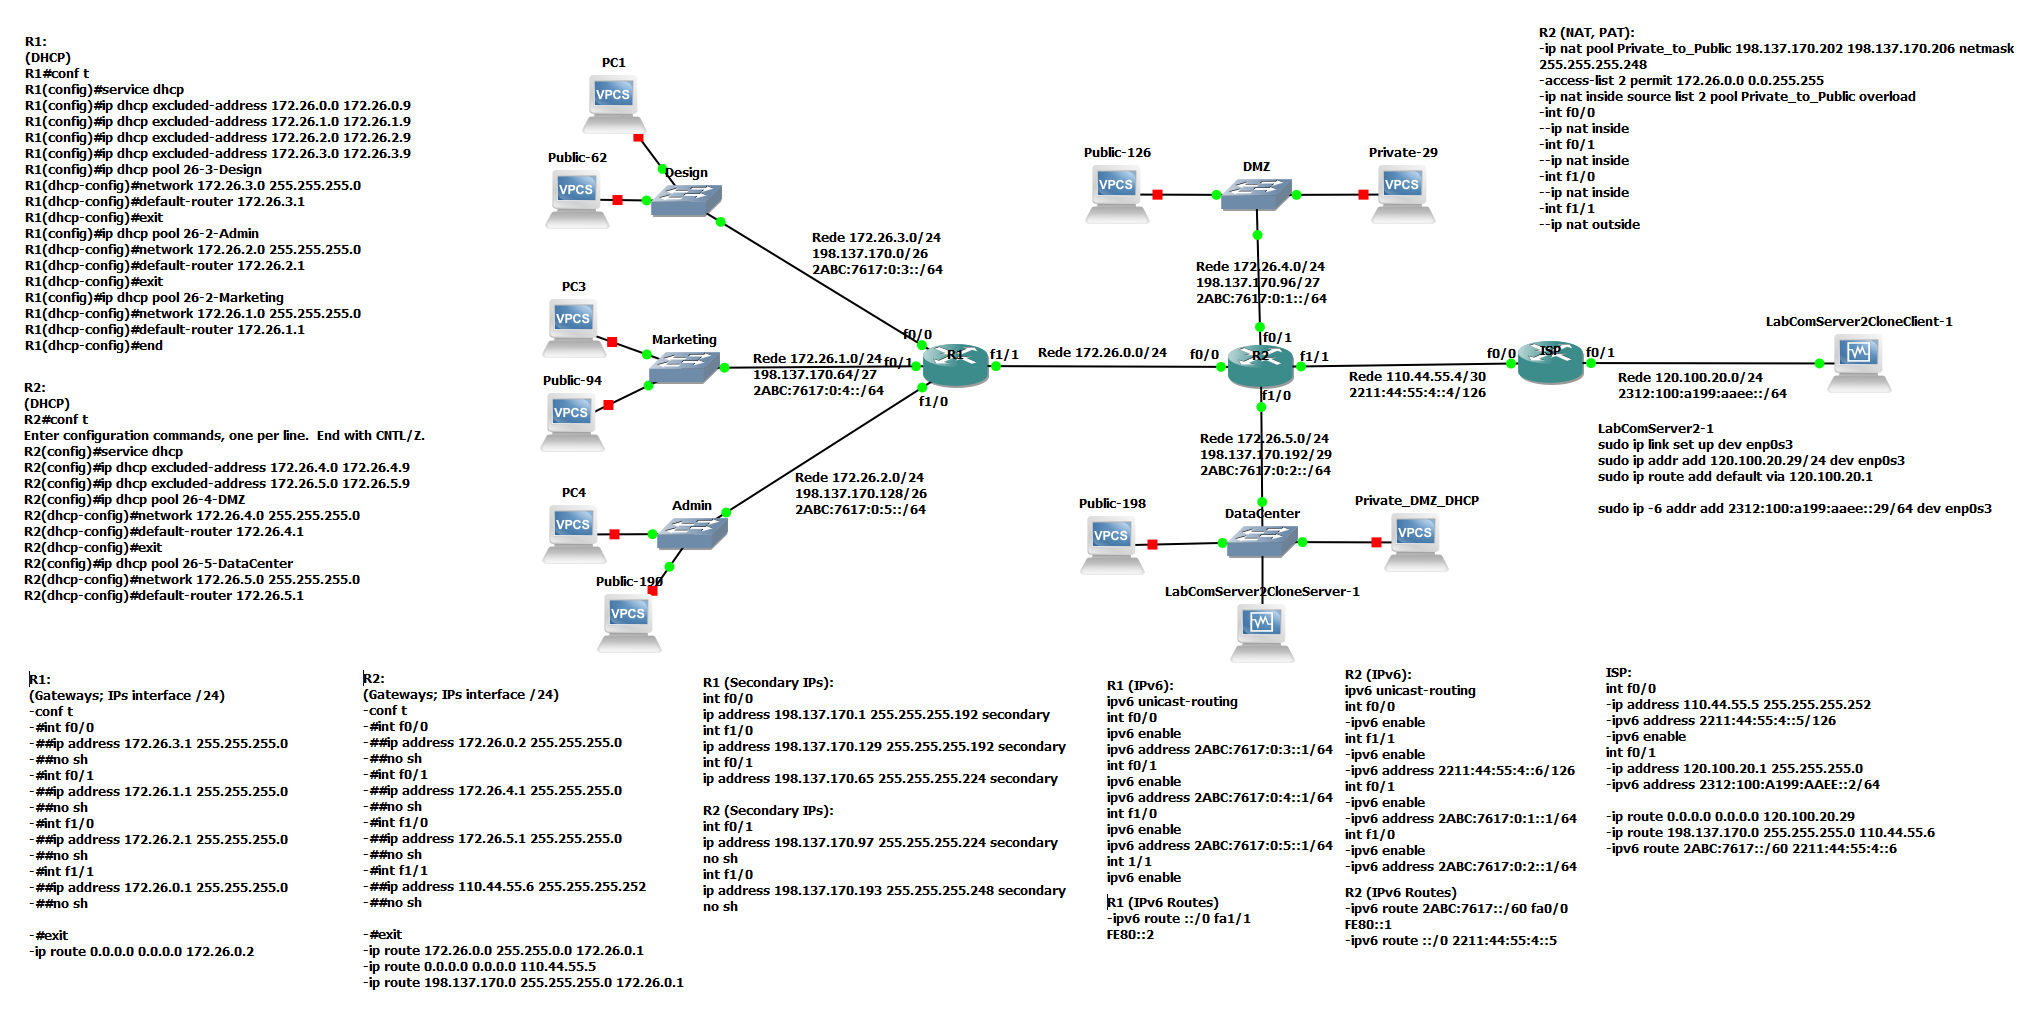 R1:
(DHCP)
R1#conf t
R1(config)#service dhcp
R1(config)#ip dhcp excluded-address 172.26.0.0 172.26.0.9
R1(config)#ip dhcp excluded-address 172.26.1.0 172.26.1.9
R1(config)#ip dhcp excluded-address 172.26.2.0 172.26.2.9
R1(config)#ip dhcp excluded-address 172.26.3.0 172.26.3.9
R1(config)#ip dhcp pool 26-3-Design
R1(dhcp-config)#network 172.26.3.0 255.255.255.0
R1(dhcp-config)#default-router 172.26.3.1
R1(dhcp-config)#exit
R1(config)#ip dhcp pool 26-2-Admin
R1(dhcp-config)#network 172.26.2.0 255.255.255.0
R1(dhcp-config)#default-router 172.26.2.1
R1(dhcp-config)#exit
R1(config)#ip dhcp pool 26-2-Marketing
R1(dhcp-config)#network 172.26.1.0 255.255.255.0
R1(dhcp-config)#default-router 172.26.1.1
R1(dhcp-config)#end
R2:
(DHCP)
R2#conf t
Enter configuration commands, one per line.  End with CNTL/Z.
R2(config)#service dhcp
R2(config)#ip dhcp excluded-address 172.26.4.0 172.26.4.9
R2(config)#ip dhcp excluded-address 172.26.5.0 172.26.5.9
R2(config)#ip dhcp pool 26-4-DMZ
R2(dhcp-config)#network 172.26.4.0 255.255.255.0
R2(dhcp-config)#default-router 172.26.4.1
R2(dhcp-config)#exit
R2(config)#ip dhcp pool 26-5-DataCenter
R2(dhcp-config)#network 172.26.5.0 255.255.255.0
R2(dhcp-config)#default-router 172.26.5.1
PC1
VPCS
Public-62
VPCS
Design
Rede 172.26.3.0/24
198.137.170.0/26
2ABC:7617:0:3::/64
PC3
VPCS
Marketing
Public-94
VPCS
Rede 172.26.1.0/24
198.137.170.64/27
2ABC:7617:0:4::/64
f0/0
f0/1
R1
f1/1
f1/0
PC4
VPCS
Admin
Public-190
VPCS
Rede 172.26.2.0/24
198.137.170.128/26
2ABC:7617:0:5::/64
Rede 172.26.0.0/24
Public-126
VPCS
DMZ
Private-29
VPCS
Rede 172.26.4.0/24
198.137.170.96/27
2ABC:7617:0:1::/64
f0/1
f0/0
R2
f1/1
f1/0
Rede 172.26.5.0/24
198.137.170.192/29
2ABC:7617:0:2::/64
Public-198
VPCS
DataCenter
Private_DMZ_DHCP
VPCS
LabComServer2CloneServer-1
Rede 110.44.55.4/30
2211:44:55:4::4/126
f0/0
ISP
f0/1
LabComServer2CloneClient-1
Rede 120.100.20.0/24
2312:100:a199:aaee::/64
R2 (NAT, PAT):
-ip nat pool Private_to_Public 198.137.170.202 198.137.170.206 netmask
255.255.255.248
-access-list 2 permit 172.26.0.0 0.0.255.255
-ip nat inside source list 2 pool Private_to_Public overload
-int f0/0
--ip nat inside
-int f0/1
--ip nat inside
-int f1/0
--ip nat inside
-int f1/1
--ip nat outside
LabComServer2-1
sudo ip link set up dev enp0s3
sudo ip addr add 120.100.20.29/24 dev enp0s3
sudo ip route add default via 120.100.20.1
sudo ip -6 addr add 2312:100:a199:aaee::29/64 dev enp0s3
R1:
(Gateways; IPs interface /24)
-conf t
-#int f0/0
-##ip address 172.26.3.1 255.255.255.0
-##no sh
-#int f0/1
-##ip address 172.26.1.1 255.255.255.0
-##no sh
-#int f1/0
-##ip address 172.26.2.1 255.255.255.0
-##no sh
-#int f1/1
-##ip address 172.26.0.1 255.255.255.0
-##no sh
-#exit
-ip route 0.0.0.0 0.0.0.0 172.26.0.2
R2:
(Gateways; IPs interface /24)
-conf t
-#int f0/0
-##ip address 172.26.0.2 255.255.255.0
-##no sh
-#int f0/1
-##ip address 172.26.4.1 255.255.255.0
-##no sh
-#int f1/0
-##ip address 172.26.5.1 255.255.255.0
-##no sh
-#int f1/1
-##ip address 110.44.55.6 255.255.255.252
-##no sh
-#exit
-ip route 172.26.0.0 255.255.0.0 172.26.0.1
-ip route 0.0.0.0 0.0.0.0 110.44.55.5
-ip route 198.137.170.0 255.255.255.0 172.26.0.1
R1 (Secondary IPs):
int f0/0
ip address 198.137.170.1 255.255.255.192 secondary
int f1/0
ip address 198.137.170.129 255.255.255.192 secondary
int f0/1
ip address 198.137.170.65 255.255.255.224 secondary
R2 (Secondary IPs):
int f0/1
ip address 198.137.170.97 255.255.255.224 secondary
no sh
int f1/0
ip address 198.137.170.193 255.255.255.248 secondary
no sh
R1 (IPv6):
ipv6 unicast-routing
int f0/0
ipv6 enable
ipv6 address 2ABC:7617:0:3::1/64
int f0/1
ipv6 enable
ipv6 address 2ABC:7617:0:4::1/64
int f1/0
ipv6 enable
ipv6 address 2ABC:7617:0:5::1/64
int 1/1
ipv6 enable
R1 (IPv6 Routes)
-ipv6 route ::/0 fa1/1
FE80::2
R2 (IPv6):
ipv6 unicast-routing
int f0/0
-ipv6 enable
int f1/1
-ipv6 enable
-ipv6 address 2211:44:55:4::6/126
int f0/1
-ipv6 enable
-ipv6 address 2ABC:7617:0:1::1/64
int f1/0
-ipv6 enable
-ipv6 address 2ABC:7617:0:2::1/64
R2 (IPv6 Routes)
-ipv6 route 2ABC:7617::/60 fa0/0
FE80::1
-ipv6 route ::/0 2211:44:55:4::5
ISP:
int f0/0
-ip address 110.44.55.5 255.255.255.252
-ipv6 address 2211:44:55:4::5/126
-ipv6 enable
int f0/1
-ip address 120.100.20.1 255.255.255.0
-ipv6 address 2312:100:A199:AAEE::2/64
-ip route 0.0.0.0 0.0.0.0 120.100.20.29
-ip route 198.137.170.0 255.255.255.0 110.44.55.6
-ipv6 route 2ABC:7617::/60 2211:44:55:4::6